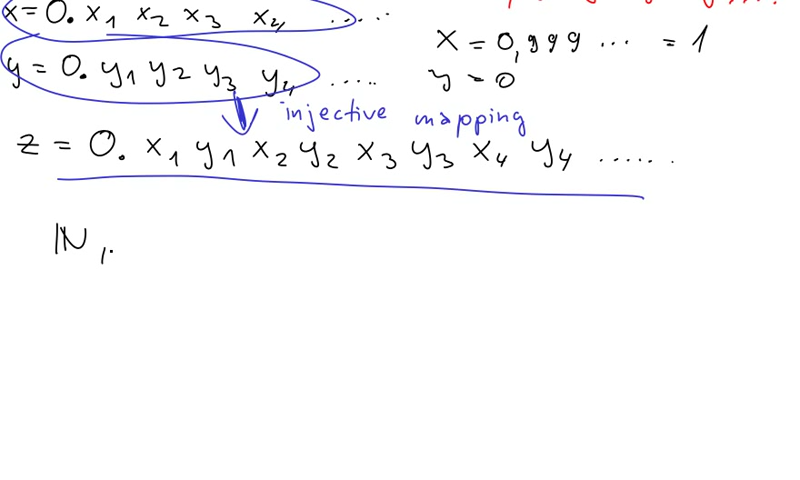 x = 0. x₁ x₂ x₃ x₄ .....
x = 0,999 ... = 1
y = 0. y₁ y₂ y₃ y₄ .....
y = 0
injective mapping
z = 0. x₁ y₁ x₂ y₂ x₃ y₃ x₄ y₄ ......
ℕ,